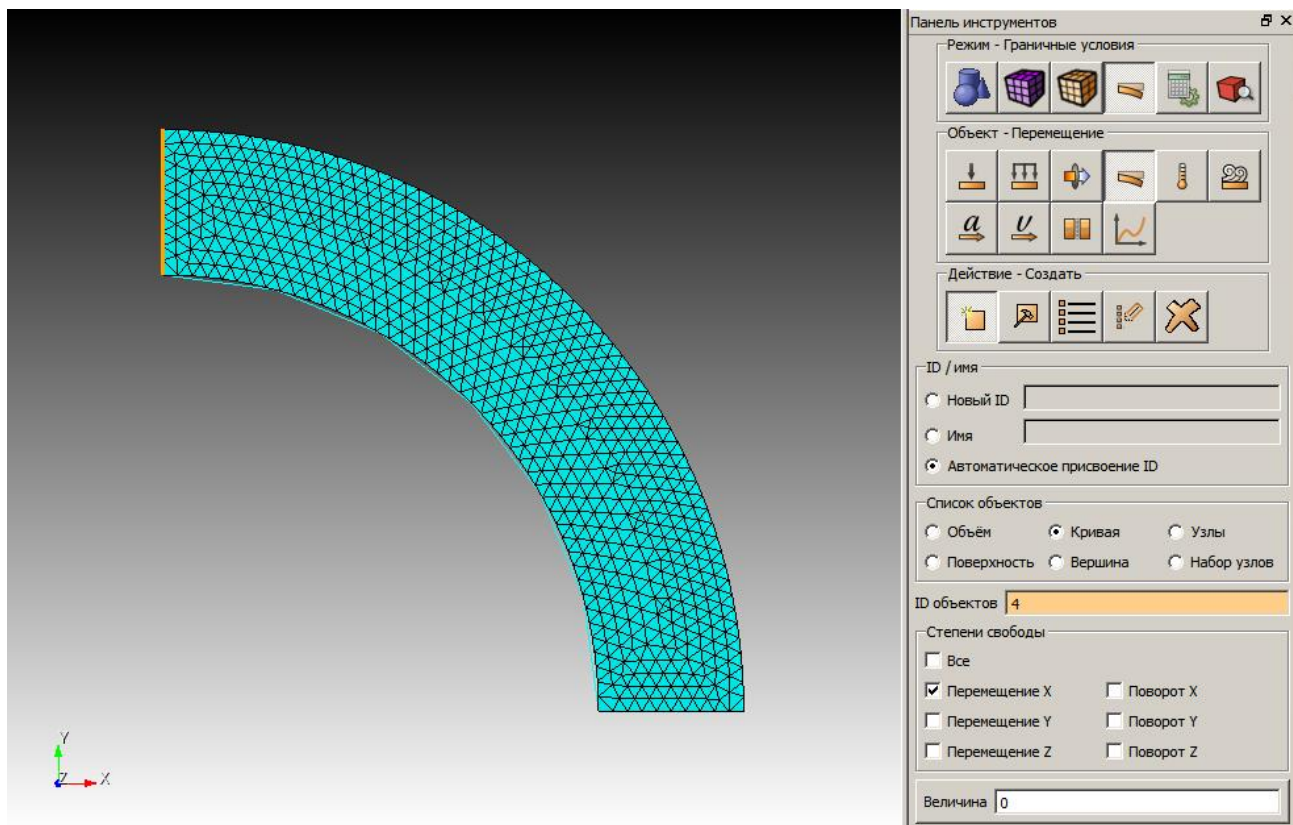 Панель инструментов
Режим - Граничные условия
Объект - Перемещение
a
υ
Действие - Создать
ID / имя
Новый ID
Имя
Автоматическое присвоение ID
Список объектов
Объём Кривая Узлы
Поверхность Вершина Набор узлов
ID объектов 4
Степени свободы
Все
Перемещение X Поворот X
Перемещение Y Поворот Y
Перемещение Z Поворот Z
Величина 0
Y
Z X